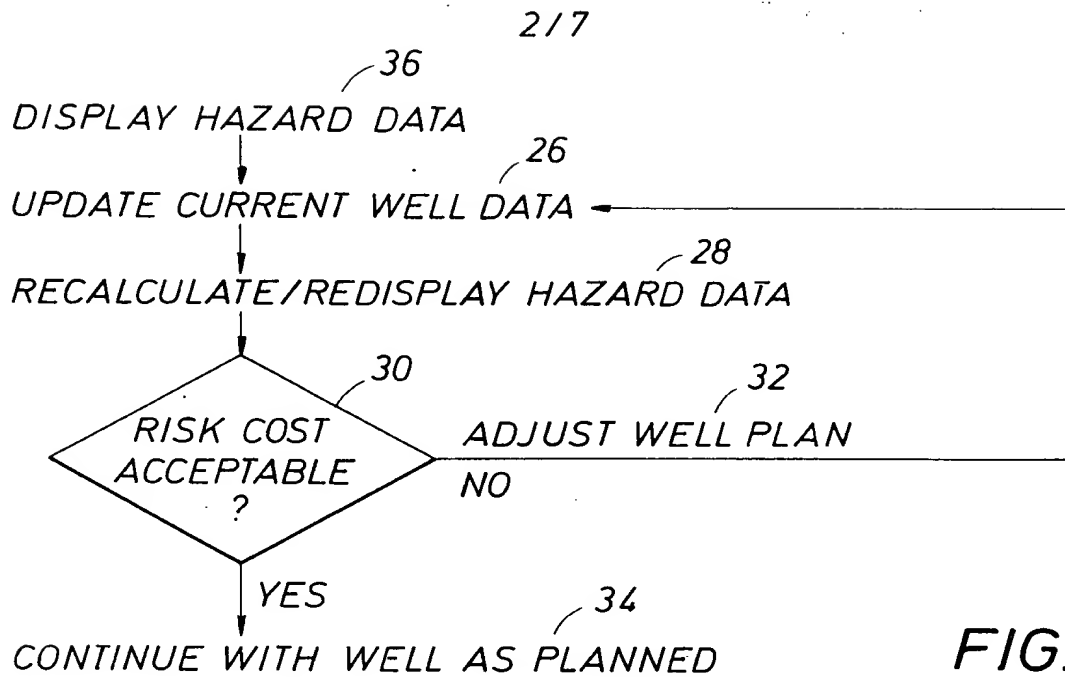 2/7
36
DISPLAY HAZARD DATA
26
UPDATE CURRENT WELL DATA
28
RECALCULATE/REDISPLAY HAZARD DATA
30
RISK COST
ACCEPTABLE
?
32
ADJUST WELL PLAN
NO
YES
34
CONTINUE WITH WELL AS PLANNED
FIG.